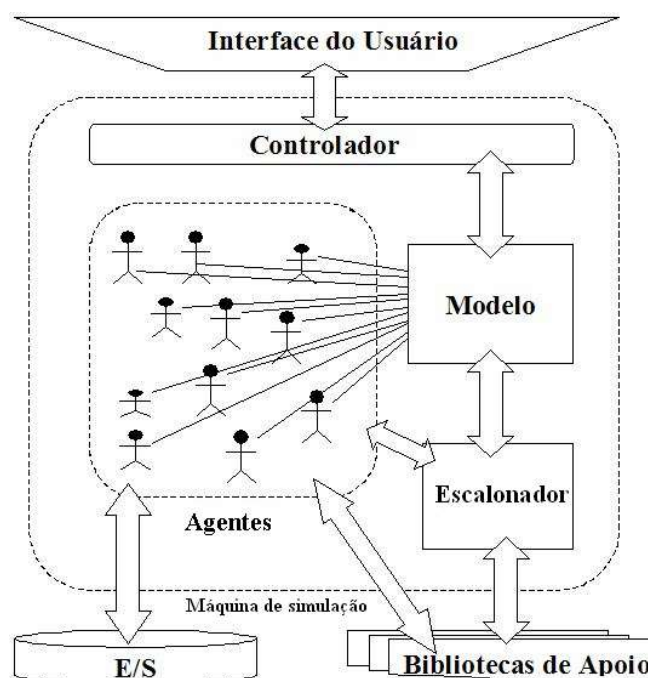 Interface do Usuário
Controlador
Modelo
Escalonador
Agentes
Máquina de simulação
E/S
Bibliotecas de Apoio